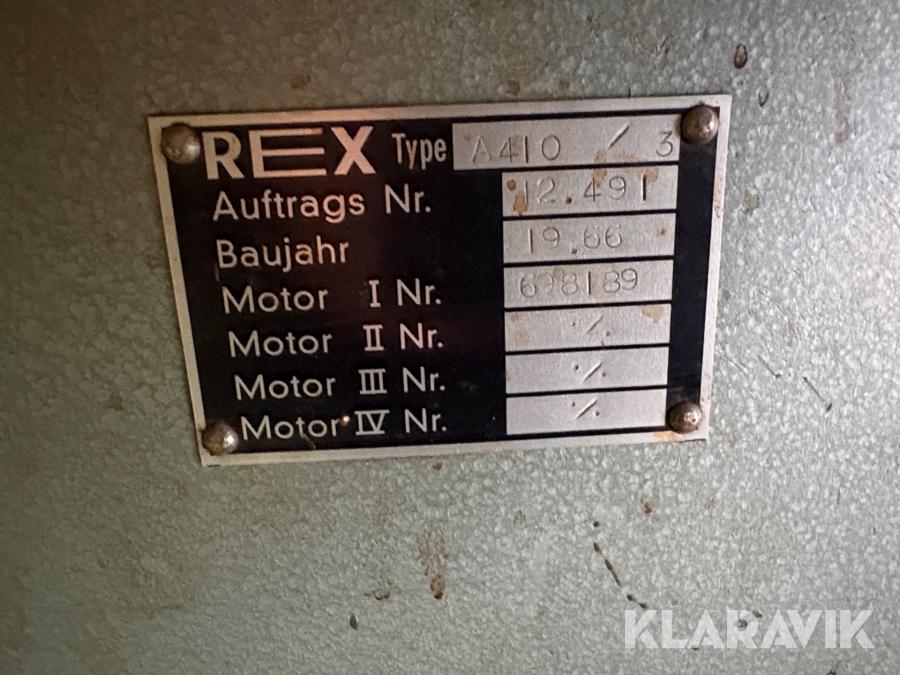 REX Type A410 / 3
Auftrags Nr. 12.491
Baujahr 19.66
Motor I Nr. 698189
Motor II Nr. ⁒
Motor III Nr. ⁒
Motor IV Nr. ⁒
KLARAVIK